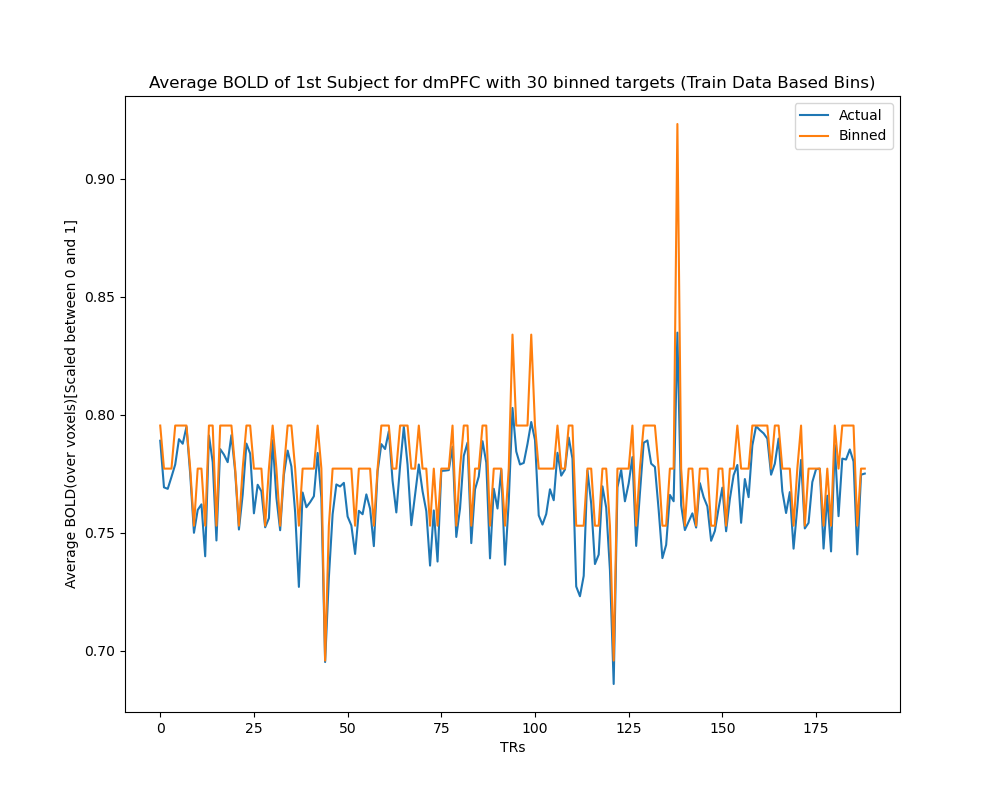 Average BOLD of 1st Subject for dmPFC with 30 binned targets (Train Data Based Bins)
Actual
Binned
Average BOLD(over voxels)[Scaled between 0 and 1]
0.90
0.85
0.80
0.75
0.70
0 25 50 75 100 125 150 175
TRs